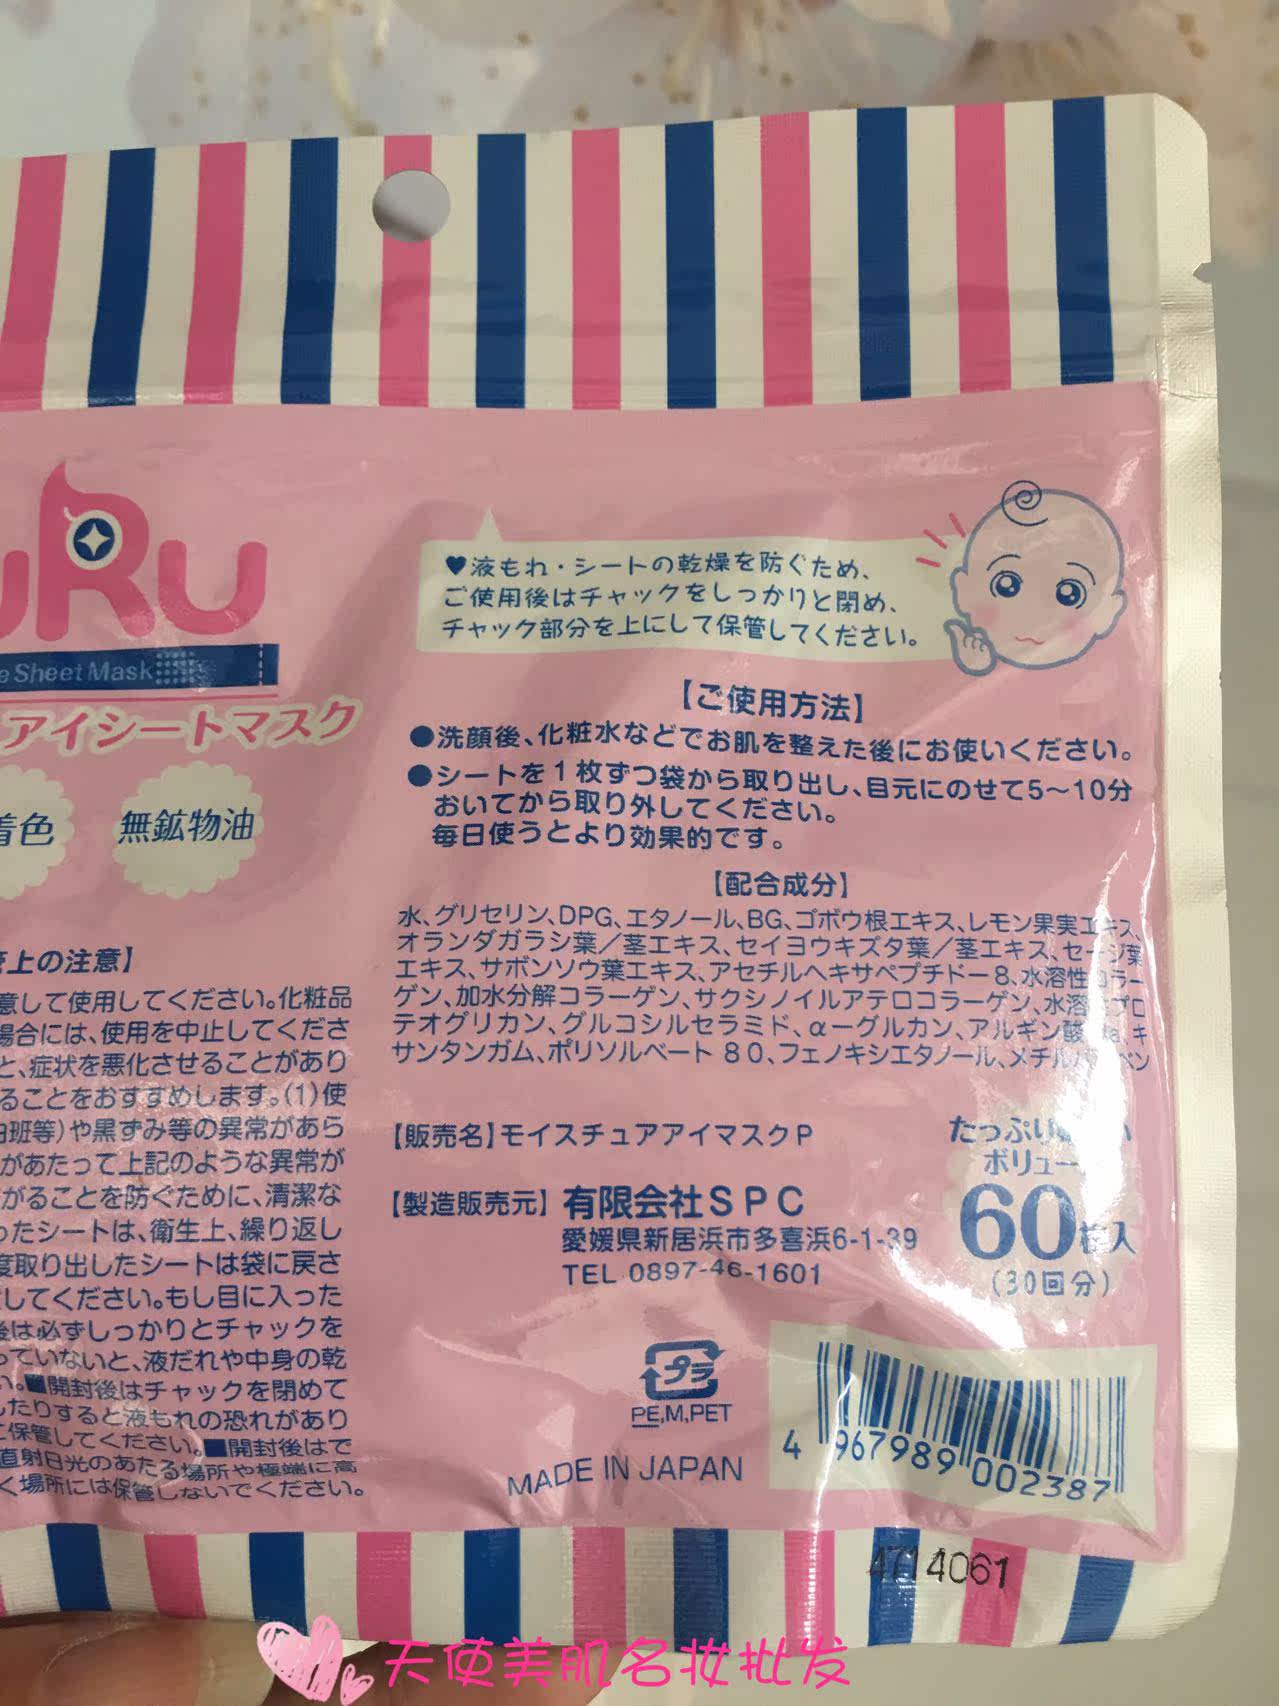 uRu
e Sheet Mask
アイシートマスク
着色
無鉱物油
♥液もれ・シートの乾燥を防ぐため、
ご使用後はチャックをしっかりと閉め、
チャック部分を上にして保管してください。
【ご使用方法】
●洗顔後、化粧水などでお肌を整えた後にお使いください。
●シートを1枚ずつ袋から取り出し、目元にのせて5〜10分
おいてから取り外してください。
毎日使うとより効果的です。
【配合成分】
水、グリセリン、DPG、エタノール、BG、ゴボウ根エキス、レモン果実エキス、
オランダガラシ葉／茎エキス、セイヨウキズタ葉／茎エキス、セージ葉
エキス、サボンソウ葉エキス、アセチルヘキサペプチドー8、水溶性コラー
ゲン、加水分解コラーゲン、サクシノイルアテロコラーゲン、水溶性プロ
テオグリカン、グルコシルセラミド、αーグルカン、アルギン酸Na、キ
サンタンガム、ポリソルベート80、フェノキシエタノール、メチルパラベン
【販売名】モイスチュアアイマスクP
【製造販売元】有限会社SPC
愛媛県新居浜市多喜浜6-1-39
TEL 0897-46-1601
たっぷり
ボリュー
60枚入
(30回分)
プラ
PE,M,PET
MADE IN JAPAN
4 967989 002387
管上の注意】
意して使用してください。化粧品
場合には、使用を中止してくださ
と、症状を悪化させることがあり
ることをおすすめします。(1)使
白斑等)や黒ずみ等の異常があら
があたって上記のような異常が
がることを防ぐために、清潔な
ったシートは、衛生上、繰り返し
度取り出したシートは袋に戻さ
してください。もし目に入った
後は必ずしっかりとチャックを
っていないと、液だれや中身の乾
い。■開封後はチャックを閉めて
したりすると液もれの恐れがあり
に保管してください。■開封後はで
直射日光のあたる場所や極端に高
く場所には保管しないでください。
4714061
天使美肌名妆批发